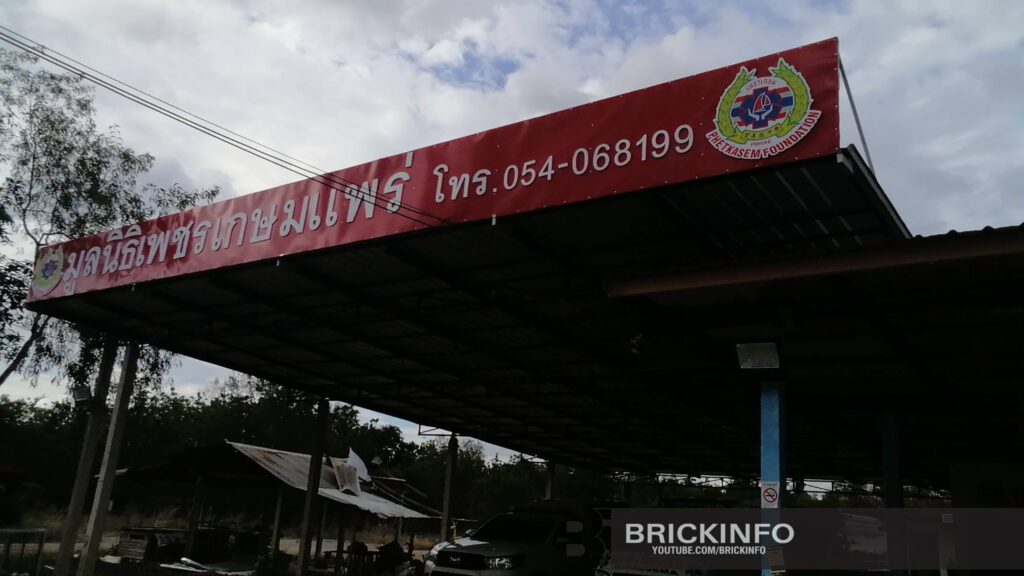 มูลนิธิเพชรเกษมแพร่ โทร.054-068199
PHRAE
PHETKASEM FOUNDATION
BRICKINFO
YOUTUBE.COM/BRICKINFO